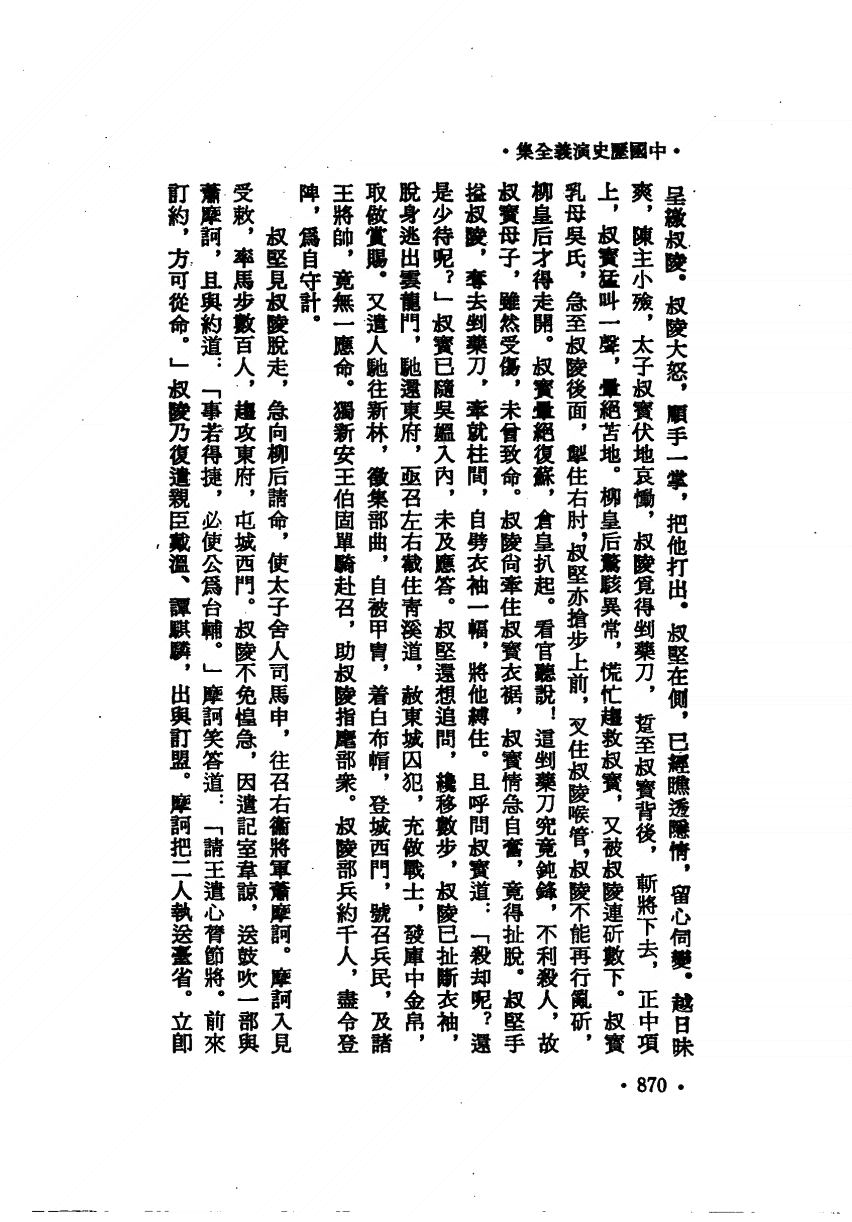 ·中國歷史演義全集·
呈繳叔陵。叔陵大怒，順手一掌，把他打出。叔堅在側，已經瞧透隱情，留心伺變。越日昧
爽，陳主小殮，太子叔寶伏地哀慟，叔陵覓得剉藥刀，踅至叔寶背後，斬將下去，正中項
上，叔寶猛叫一聲，暈絕苫地。柳皇后驚駭異常，慌忙趨救叔寶，又被叔陵連斫數下。叔寶
乳母吳氏，急至叔陵後面，掣住右肘，叔堅亦搶步上前，叉住叔陵喉管，叔陵不能再行亂斫，
柳皇后才得走開。叔寶暈絕復蘇，倉皇扒起。看官聽說！這剉藥刀究竟鈍鋒，不利殺人，故
叔寶母子，雖然受傷，未曾致命。叔陵尙牽住叔寶衣裾，叔寶情急自奮，竟得扯脫。叔堅手
搤叔陵，奪去剉藥刀，牽就柱間，自劈衣袖一幅，將他縛住。且呼問叔寶道：「殺却呢？還
是少待呢？」叔寶已隨吳媼入內，未及應答。叔堅還想追問，纔移數步，叔陵已扯斷衣袖，
脫身逃出雲龍門，馳還東府，亟召左右截住靑溪道，赦東城囚犯，充做戰士，發庫中金帛，
取做賞賜。又遣人馳往新林，徵集部曲，自被甲冑，着白布帽，登城西門，號召兵民，及諸
王將帥，竟無一應命。獨新安王伯固單騎赴召，助叔陵指麾部衆。叔陵部兵約千人，盡令登
陴，爲自守計。
叔堅見叔陵脫走，急向柳后請命，使太子舍人司馬申，往召右衞將軍蕭摩訶。摩訶入見
受敕，率馬步數百人，趨攻東府，屯城西門。叔陵不免惶急，因遣記室韋諒，送鼓吹一部與
蕭摩訶，且與約道：「事若得捷，必使公爲台輔。」摩訶笑答道：「請王遣心膂節將。前來
訂約，方可從命。」叔陵乃復遣親臣戴溫、譚騏驎，出與訂盟。摩訶把二人執送臺省。立卽
·870·